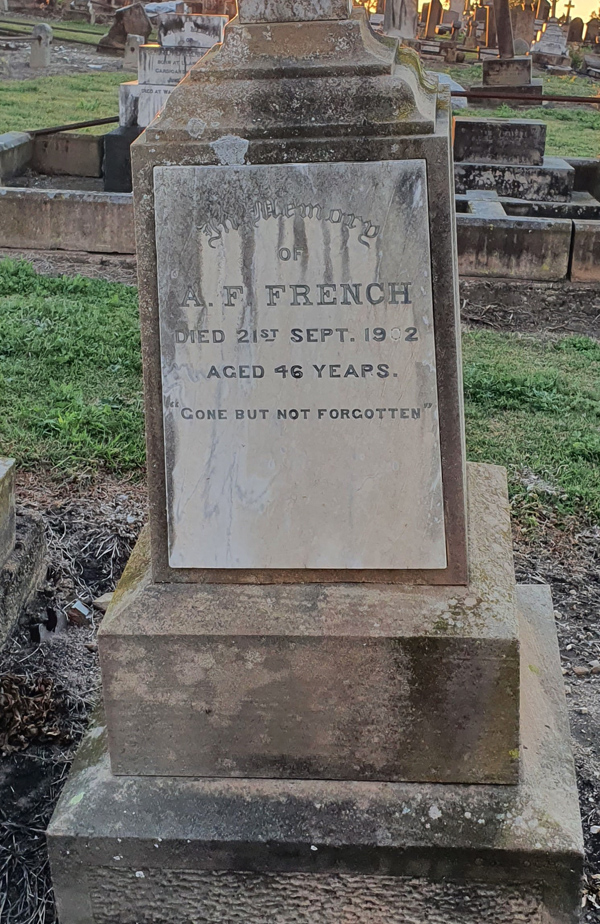 In Memory
OF
A. F. FRENCH
DIED 21ST SEPT. 1902
AGED 46 YEARS.
"GONE BUT NOT FORGOTTEN"